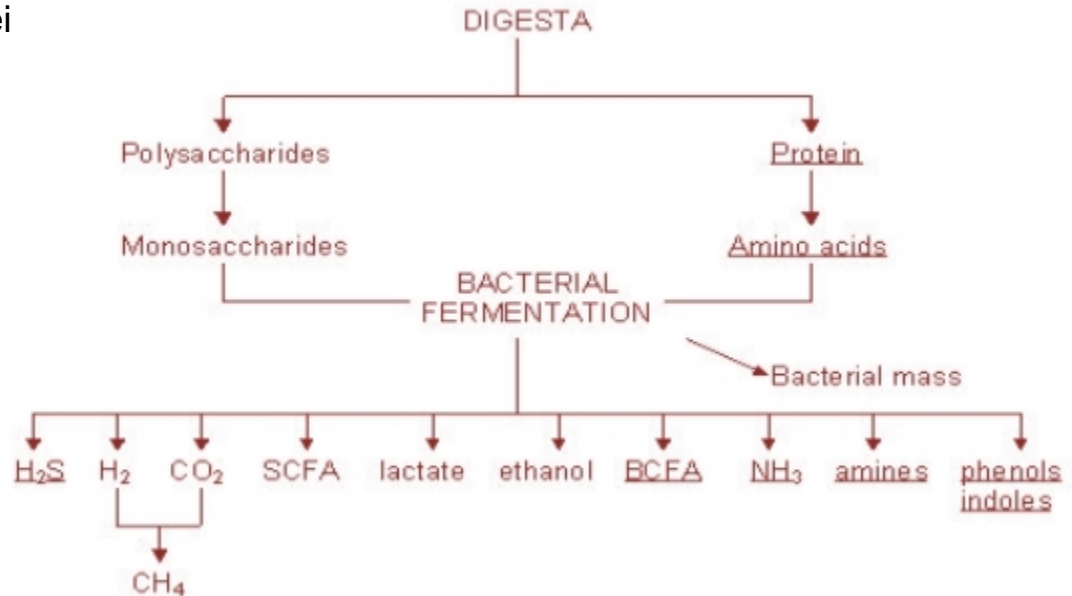 ei
DIGESTA
Polysaccharides
Protein
Monosaccharides
Amino acids
BACTERIAL
FERMENTATION
Bacterial mass
H₂S H₂ CO₂ SCFA lactate ethanol BCFA NH₃ amines phenols
indoles
CH₄